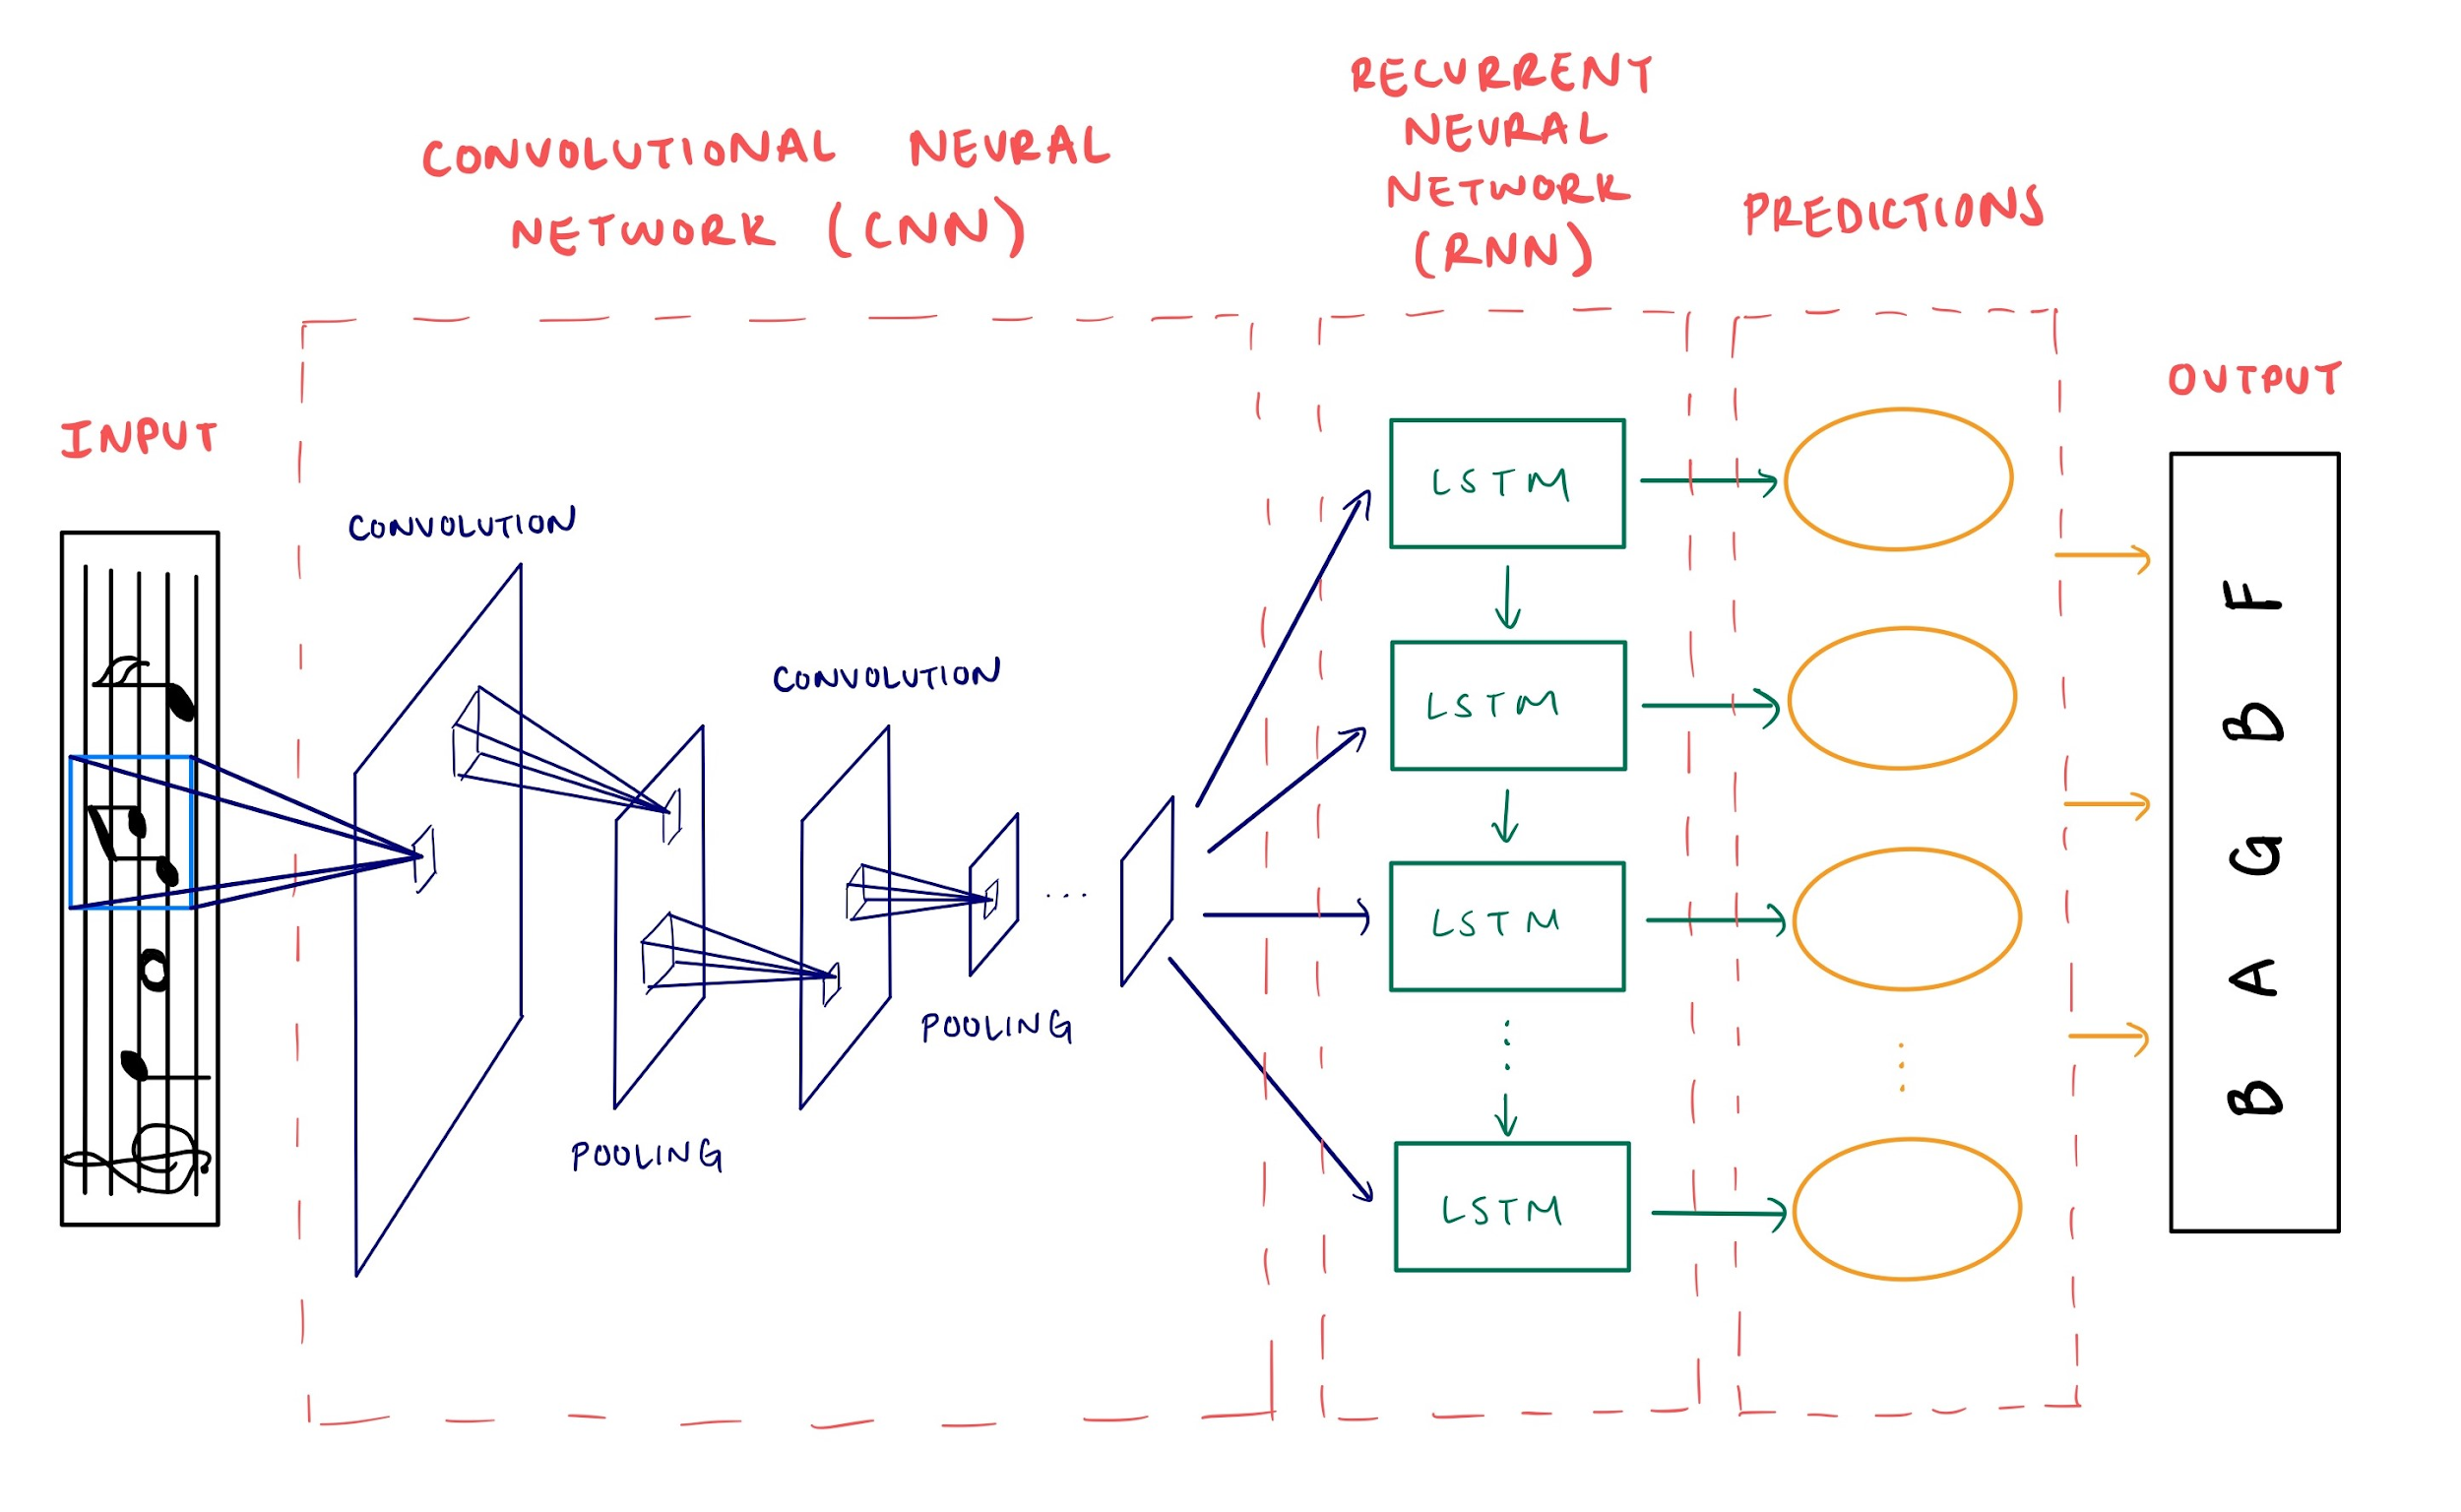 INPUT
CONVOLUTIONAL NEURAL
NETWORK (CNN)
CONVOLUTION
POOLING
CONVOLUTION
POOLING
...
RECURRENT
NEURAL
NETWORK
(RNN)
LSTM
LSTM
LSTM
LSTM
PREDICTIONS
OUTPUT
B A G B F